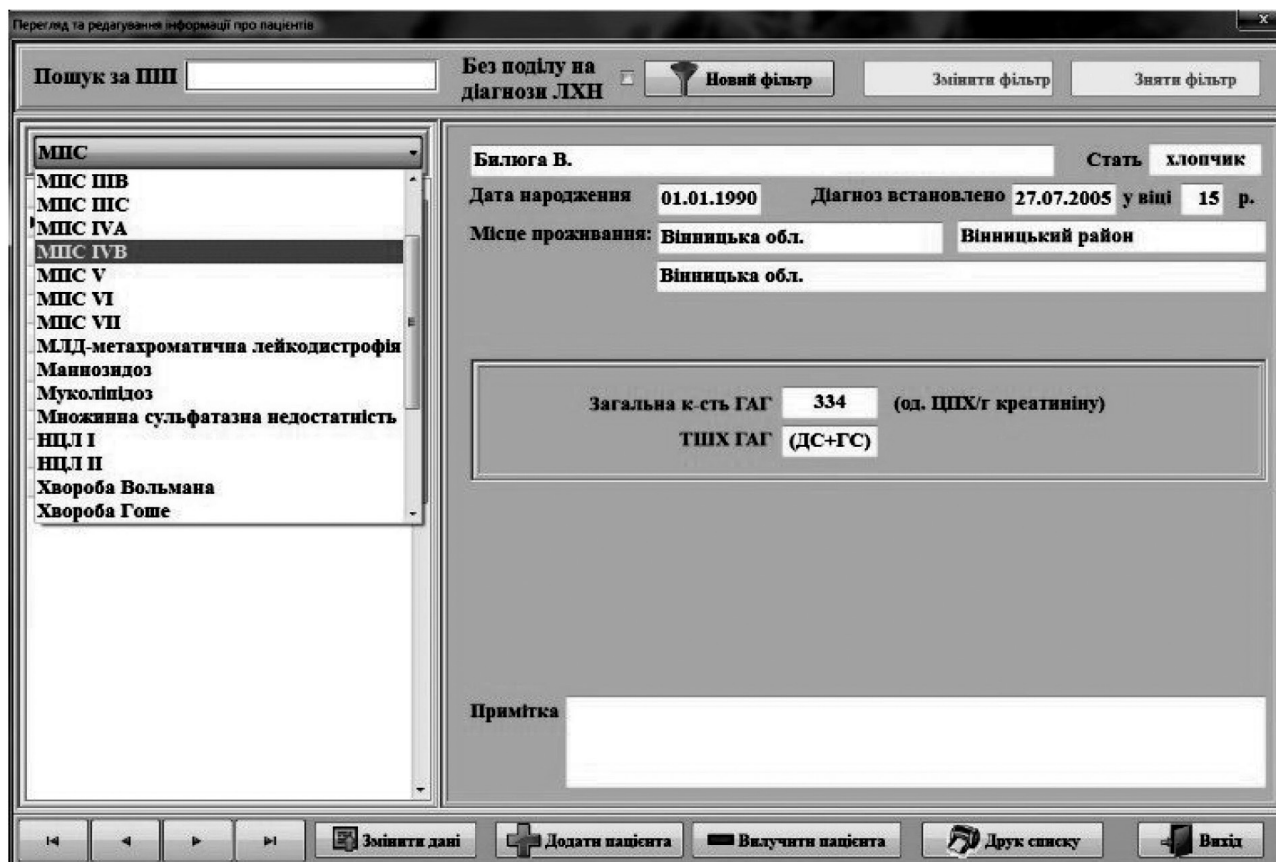 Перегляд та редагування інформації про пацієнтів
x
Пошук за ПІП
Без поділу на
діагнози ЛХН
Новий фільтр
Змінити фільтр
Зняти фільтр
МПС
МПС IIIB
МПС IIIC
МПС IVA
МПС IVB
МПС V
МПС VI
МПС VII
МЛД-метахроматична лейкодистрофія
Маннозидоз
Муколіпідоз
Множинна сульфатазна недостатність
НЦЛ I
НЦЛ II
Хвороба Вольмана
Хвороба Гоше
Билюга В.
Стать хлопчик
Дата народження 01.01.1990 Діагноз встановлено 27.07.2005 у віці 15 р.
Місце проживання: Вінницька обл. Вінницький район
Вінницька обл.
Загальна к-сть ГАГ 334 (од. ЦПХ/г креатиніну)
ТШХ ГАГ (ДС+ГС)
Примітка
Змінити дані
Додати пацієнта
Вилучити пацієнта
Друк списку
Вихід